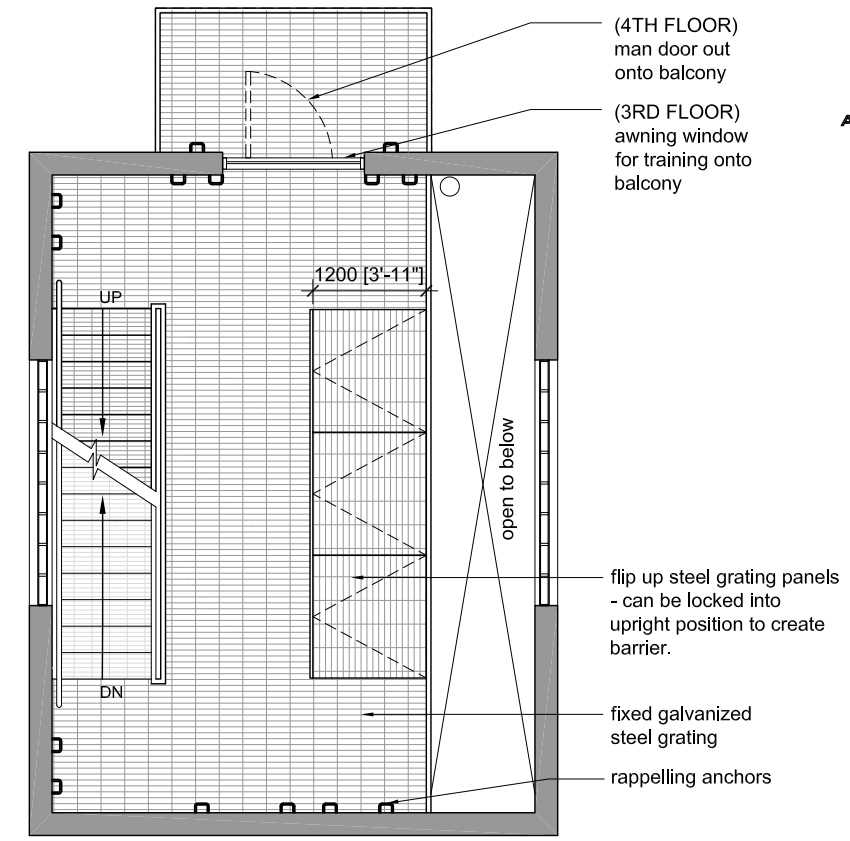 (4TH FLOOR)
man door out
onto balcony
(3RD FLOOR)
awning window
for training onto
balcony
1200 [3'-11"]
UP
open to below
flip up steel grating panels
- can be locked into
upright position to create
barrier.
DN
fixed galvanized
steel grating
rappelling anchors